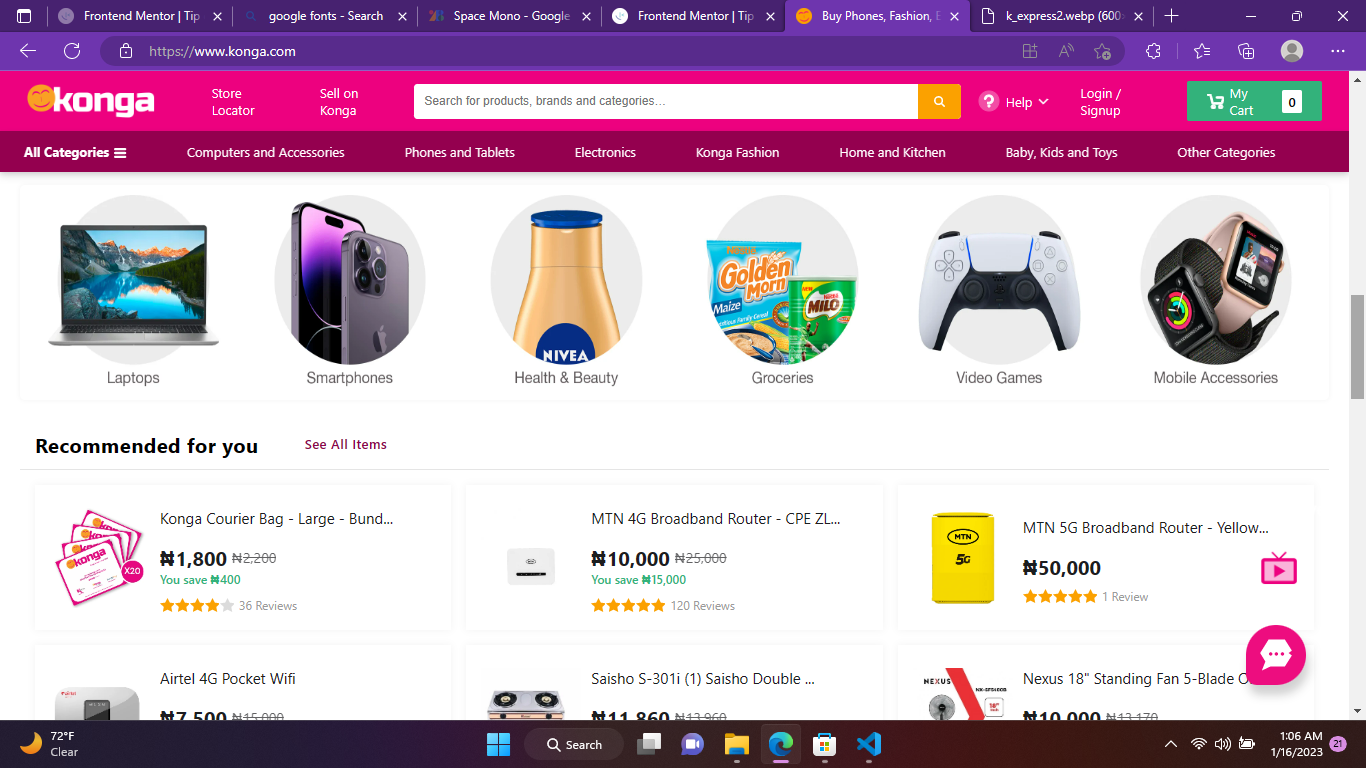 Frontend Mentor | Tip
google fonts - Search
Space Mono - Google
Frontend Mentor | Tip
Buy Phones, Fashion, E
k_express2.webp (600×
https://www.konga.com
konga
Store Locator
Sell on Konga
Search for products, brands and categories...
Help
Login / Signup
My Cart
0
All Categories
Computers and Accessories
Phones and Tablets
Electronics
Konga Fashion
Home and Kitchen
Baby, Kids and Toys
Other Categories
NIVEA
Golden
Morn
Maize
MILO
Laptops
Smartphones
Health & Beauty
Groceries
Video Games
Mobile Accessories
Recommended for you
See All Items
konga
X20
Konga Courier Bag - Large - Bund...
₦1,800 ₦2,200
You save ₦400
36 Reviews
MTN 4G Broadband Router - CPE ZL...
₦10,000 ₦25,000
You save ₦15,000
120 Reviews
MTN
5G
MTN 5G Broadband Router - Yellow...
₦50,000
1 Review
airtel
Airtel 4G Pocket Wifi
₦7,500 ₦15,000
Saisho S-301i (1) Saisho Double ...
₦11,860 ₦13,960
NEXUS
18"
Nexus 18" Standing Fan 5-Blade
₦10,000 ₦13,170
72°F
Clear
Search
1:06 AM
1/16/2023
21